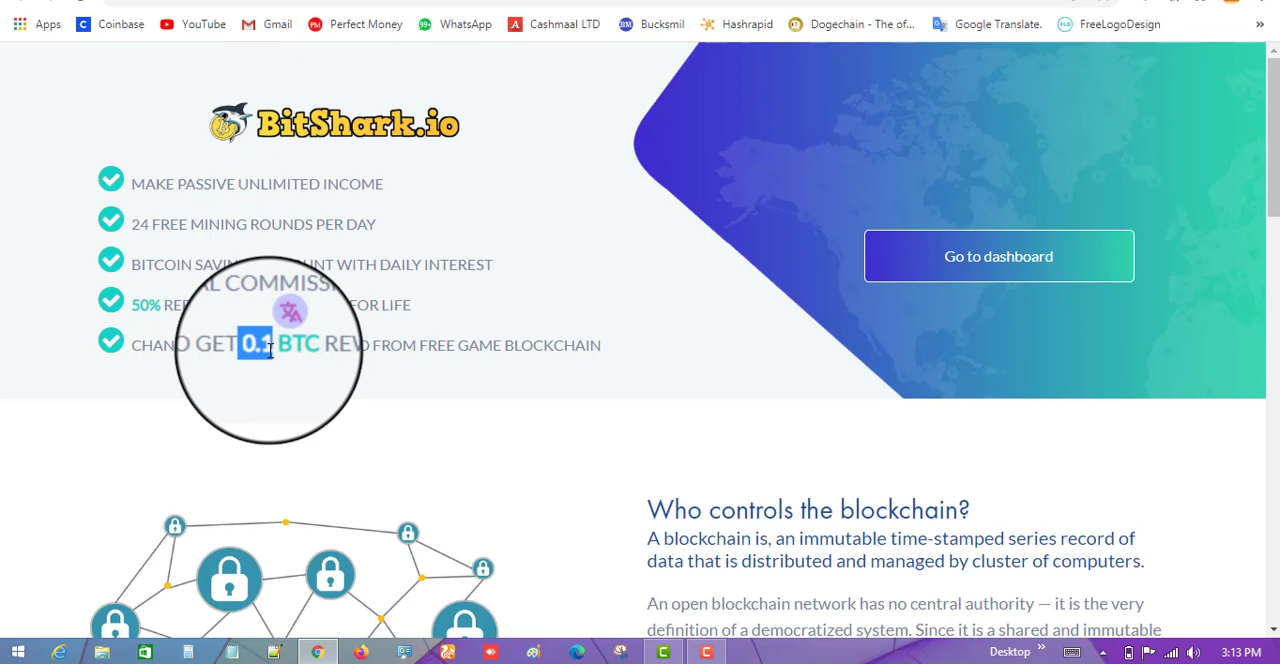 Apps Coinbase YouTube Gmail Perfect Money WhatsApp Cashmaal LTD Bucksmil Hashrapid Dogechain - The of... Google Translate. FreeLogoDesign »
BitShark.io
MAKE PASSIVE UNLIMITED INCOME
24 FREE MINING ROUNDS PER DAY
BITCOIN SAVIN UNT WITH DAILY INTEREST
L COMMISS
50% REF FOR LIFE
CHAN D GET 0.1 BTC REW D FROM FREE GAME BLOCKCHAIN
Go to dashboard
Who controls the blockchain?
A blockchain is, an immutable time-stamped series record of
data that is distributed and managed by cluster of computers.
An open blockchain network has no central authority — it is the very
definition of a democratized system. Since it is a shared and immutable
Desktop » 3:13 PM